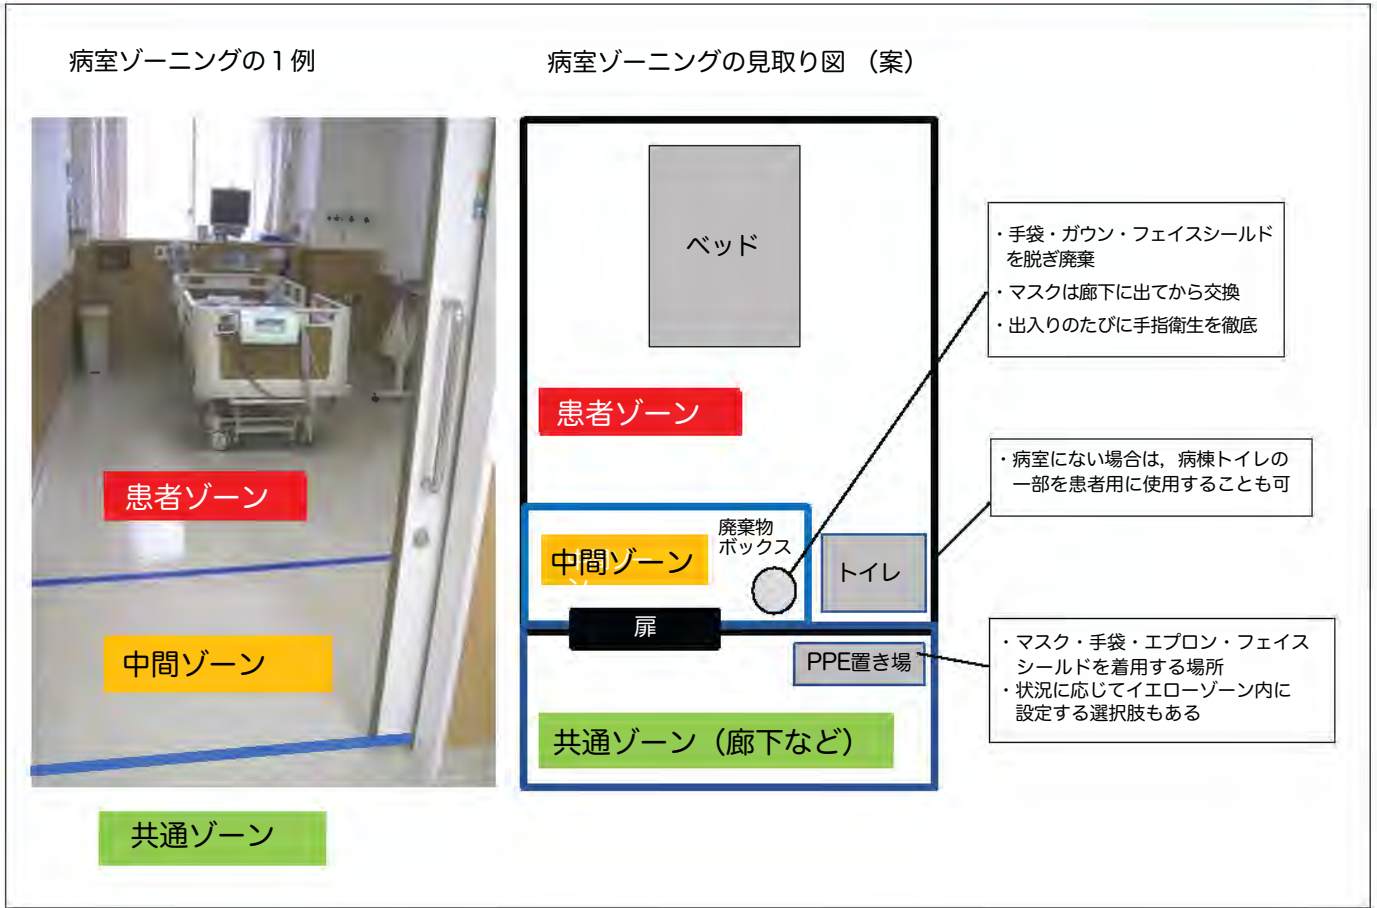 病室ゾーニングの１例
患者ゾーン
中間ゾーン
共通ゾーン
病室ゾーニングの見取り図 （案）
ベッド
患者ゾーン
中間ゾーン
廃棄物
ボックス
トイレ
扉
PPE置き場
共通ゾーン（廊下など）
・手袋・ガウン・フェイスシールド
を脱ぎ廃棄
・マスクは廊下に出てから交換
・出入りのたびに手指衛生を徹底
・病室にない場合は，病棟トイレの
一部を患者用に使用することも可
・マスク・手袋・エプロン・フェイス
シールドを着用する場所
・状況に応じてイエローゾーン内に
設定する選択肢もある